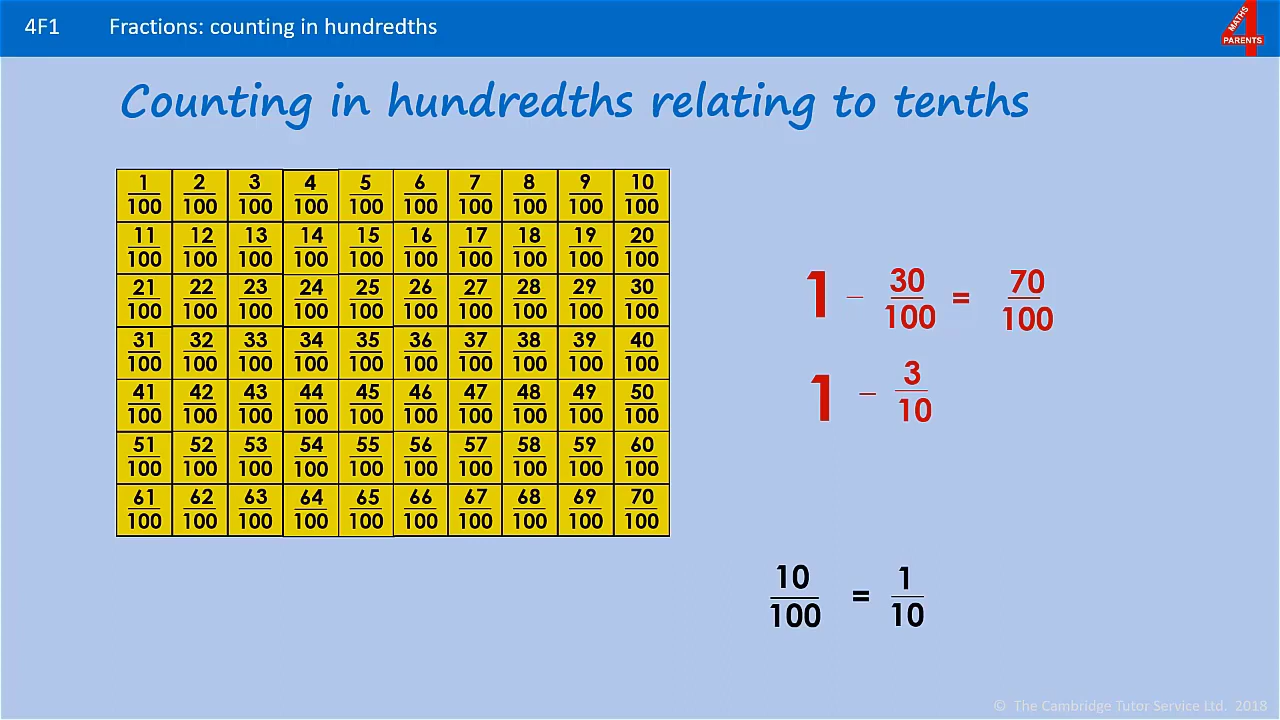 4F1 Fractions: counting in hundredths
MATHS
4
PARENTS
Counting in hundredths relating to tenths
1/100 2/100 3/100 4/100 5/100 6/100 7/100 8/100 9/100 10/100
11/100 12/100 13/100 14/100 15/100 16/100 17/100 18/100 19/100 20/100
21/100 22/100 23/100 24/100 25/100 26/100 27/100 28/100 29/100 30/100
31/100 32/100 33/100 34/100 35/100 36/100 37/100 38/100 39/100 40/100
41/100 42/100 43/100 44/100 45/100 46/100 47/100 48/100 49/100 50/100
51/100 52/100 53/100 54/100 55/100 56/100 57/100 58/100 59/100 60/100
61/100 62/100 63/100 64/100 65/100 66/100 67/100 68/100 69/100 70/100
1 – 30/100 = 70/100
1 – 3/10
10/100 = 1/10
© The Cambridge Tutor Service Ltd. 2018